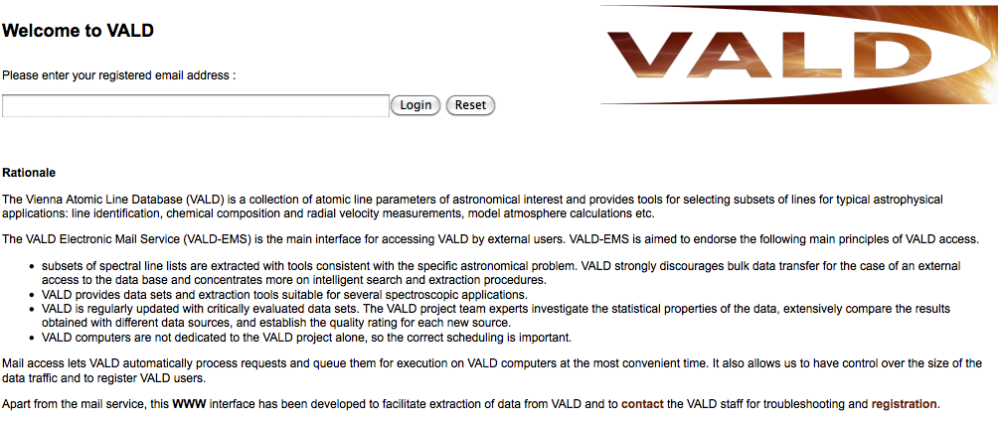 Welcome to VALD
VALD
Please enter your registered email address :
Login Reset
Rationale
The Vienna Atomic Line Database (VALD) is a collection of atomic line parameters of astronomical interest and provides tools for selecting subsets of lines for typical astrophysical
applications: line identification, chemical composition and radial velocity measurements, model atmosphere calculations etc.
The VALD Electronic Mail Service (VALD-EMS) is the main interface for accessing VALD by external users. VALD-EMS is aimed to endorse the following main principles of VALD access.
• subsets of spectral line lists are extracted with tools consistent with the specific astronomical problem. VALD strongly discourages bulk data transfer for the case of an external
access to the data base and concentrates more on intelligent search and extraction procedures.
• VALD provides data sets and extraction tools suitable for several spectroscopic applications.
• VALD is regularly updated with critically evaluated data sets. The VALD project team experts investigate the statistical properties of the data, extensively compare the results
obtained with different data sources, and establish the quality rating for each new source.
• VALD computers are not dedicated to the VALD project alone, so the correct scheduling is important.
Mail access lets VALD automatically process requests and queue them for execution on VALD computers at the most convenient time. It also allows us to have control over the size of the
data traffic and to register VALD users.
Apart from the mail service, this WWW interface has been developed to facilitate extraction of data from VALD and to contact the VALD staff for troubleshooting and registration.